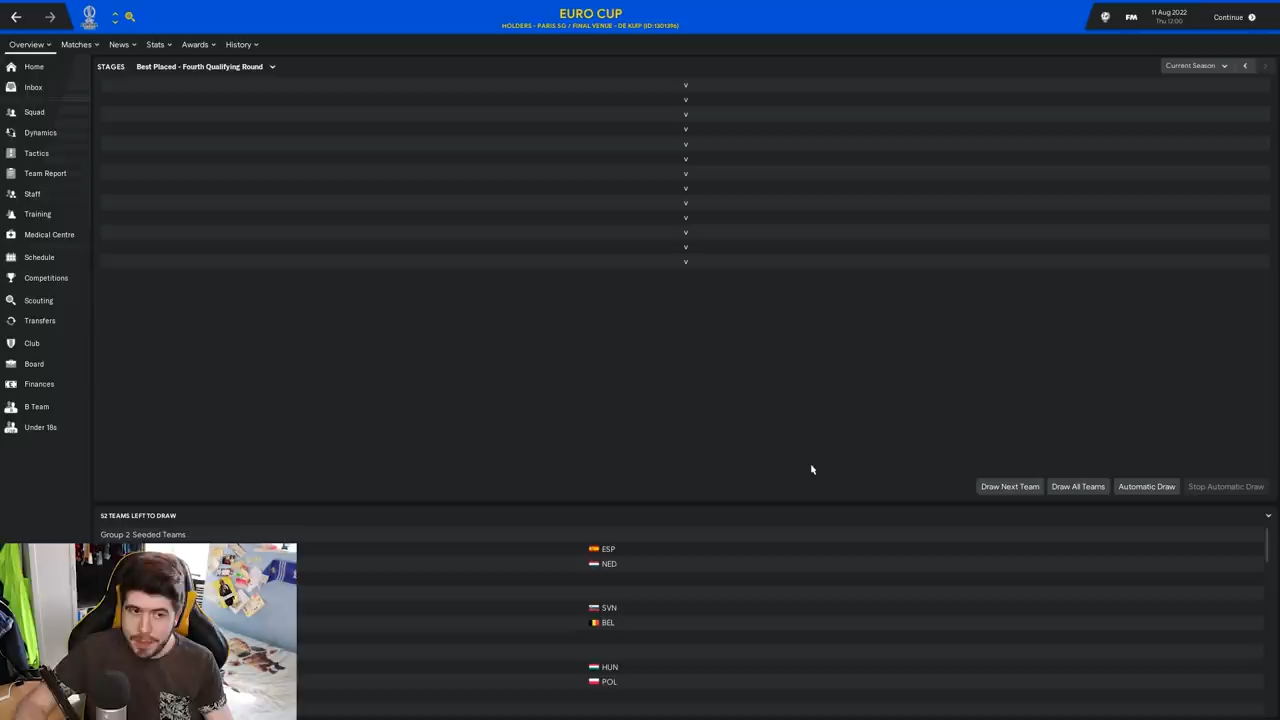 EURO CUP
HOLDERS - PARIS SG / FINAL VENUE - DE KUIP (ID:1301396)
11 Aug 2022
Thu 12:00
FM
Continue
Overview
Matches
News
Stats
Awards
History
STAGES
Best Placed - Fourth Qualifying Round
Current Season
Home
Inbox
Squad
Dynamics
Tactics
Team Report
Staff
Training
Medical Centre
Schedule
Competitions
Scouting
Transfers
Club
Board
Finances
B Team
Under 18s
v
v
v
v
v
v
v
v
v
v
v
v
v
Draw Next Team
Draw All Teams
Automatic Draw
Stop Automatic Draw
52 TEAMS LEFT TO DRAW
Group 2 Seeded Teams
ESP
NED
SVN
BEL
HUN
POL